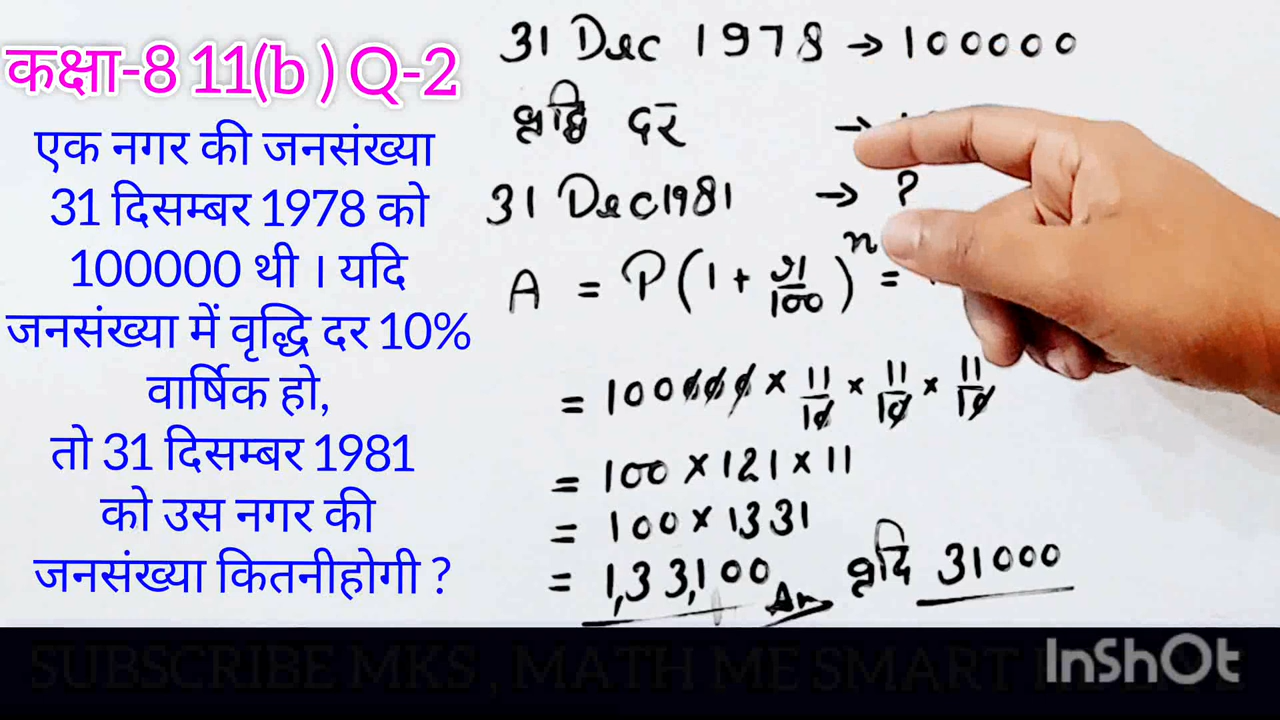 कक्षा-8 11(b ) Q-2
एक नगर की जनसंख्या
31 दिसम्बर 1978 को
100000 थी । यदि
जनसंख्या में वृद्धि दर 10%
वार्षिक हो,
तो 31 दिसम्बर 1981
को उस नगर की
जनसंख्या कितनीहोगी ?
31 Dec 1978 → 100000
वृद्धि दर →
31 Dec 1981 → ?
A = P(1 + र/100)^n =
= 100000 × 11/10 × 11/10 × 11/10
= 100 × 121 × 11
= 100 × 1331
= 1,33,100 Ans वृद्धि 31000
SUBSCRIBE MKS , MATH ME SMART
InShOt